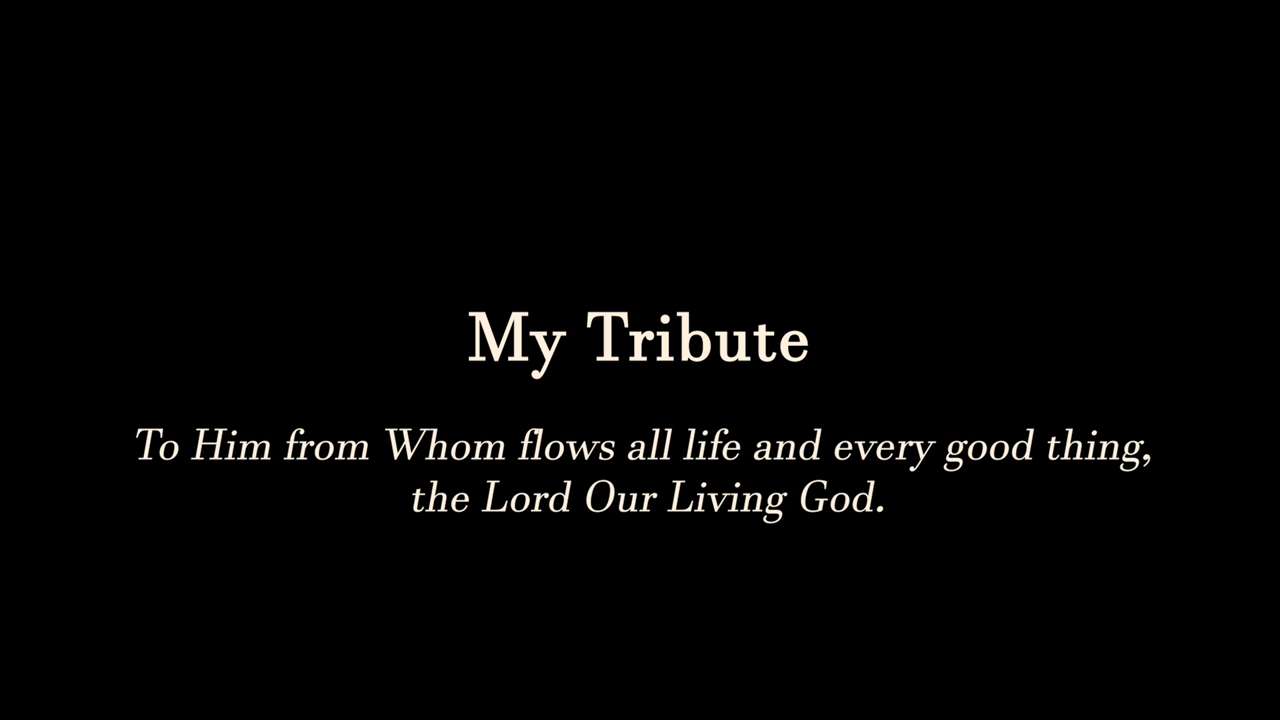 My Tribute
To Him from Whom flows all life and every good thing,
the Lord Our Living God.